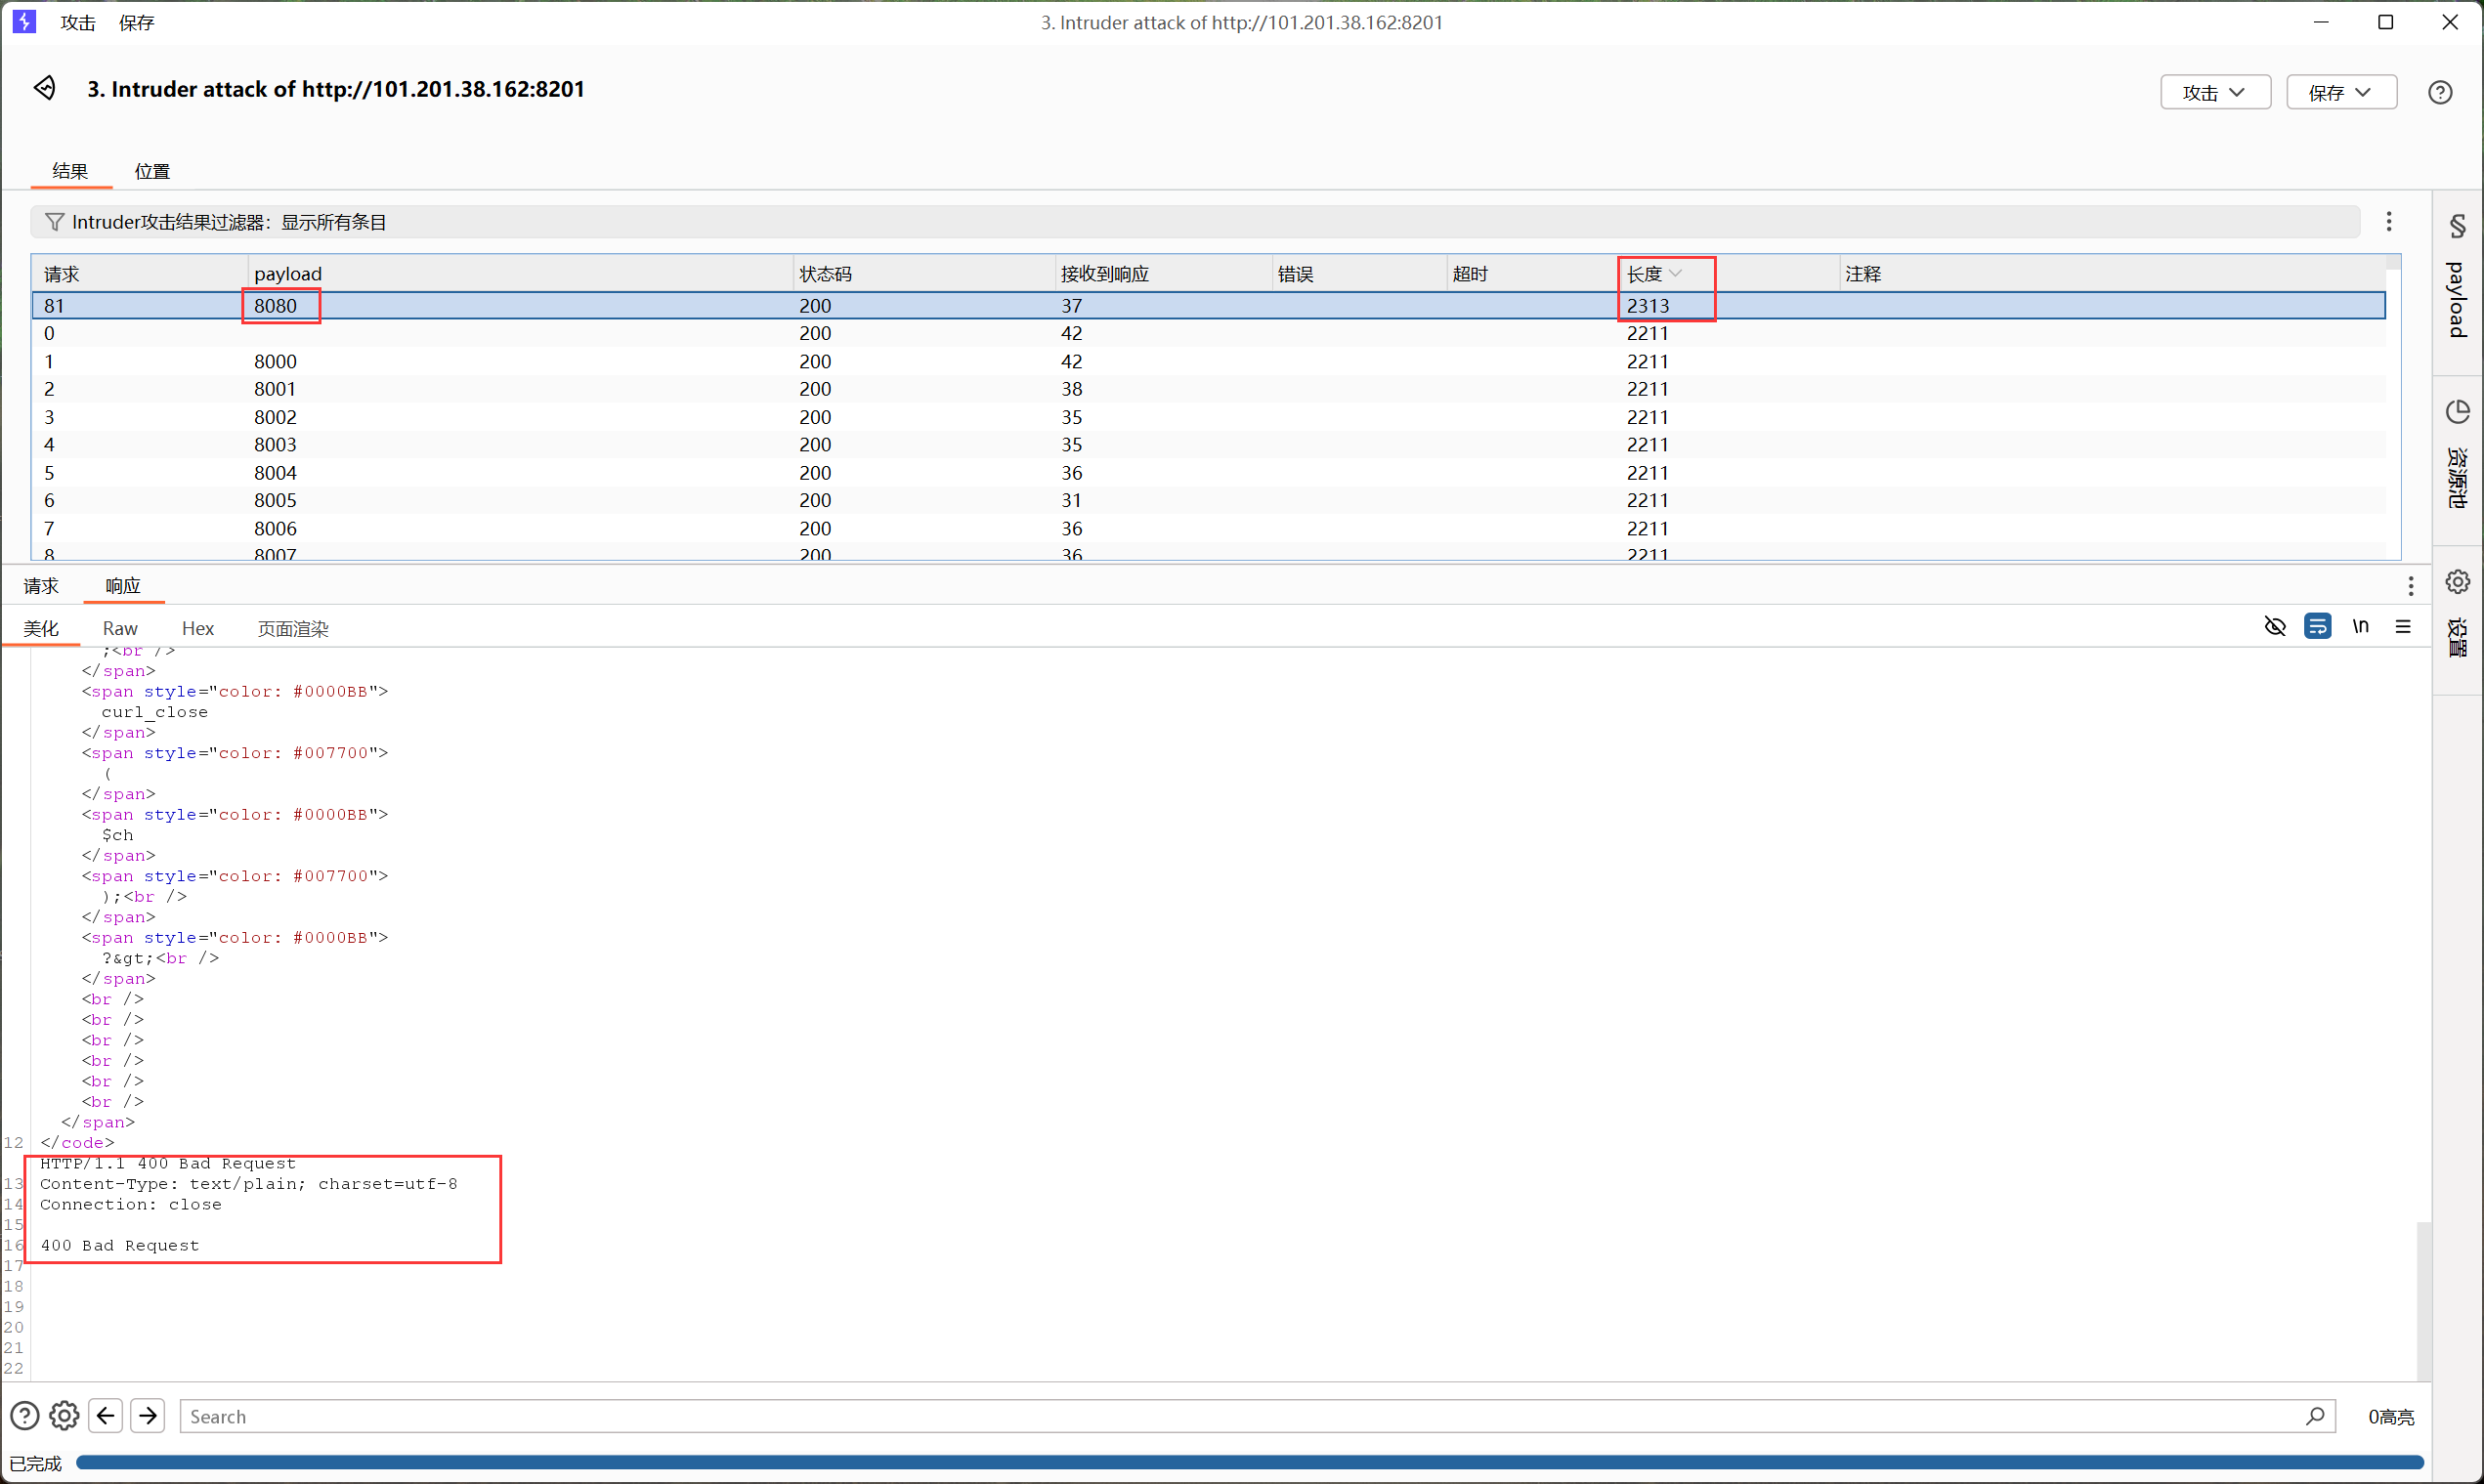 攻击 保存 3. Intruder attack of http://101.201.38.162:8201
3. Intruder attack of http://101.201.38.162:8201 攻击 保存
结果 位置
Intruder攻击结果过滤器：显示所有条目
请求 payload 状态码 接收到响应 错误 超时 长度 注释
81 8080 200 37 2313
0 200 42 2211
1 8000 200 42 2211
2 8001 200 38 2211
3 8002 200 35 2211
4 8003 200 35 2211
5 8004 200 36 2211
6 8005 200 31 2211
7 8006 200 36 2211
8 8007 200 36 2211
payload
资源池
设置
请求 响应
美化 Raw Hex 页面渲染 \n
;<br />
</span>
<span style="color: #0000BB">
curl_close
</span>
<span style="color: #007700">
(
</span>
<span style="color: #0000BB">
$ch
</span>
<span style="color: #007700">
);<br />
</span>
<span style="color: #0000BB">
?&gt;<br />
</span>
<br />
<br />
<br />
<br />
<br />
<br />
</span>
12 </code>
HTTP/1.1 400 Bad Request
13 Content-Type: text/plain; charset=utf-8
14 Connection: close
15
16 400 Bad Request
17
18
19
20
21
22
Search 0高亮
已完成